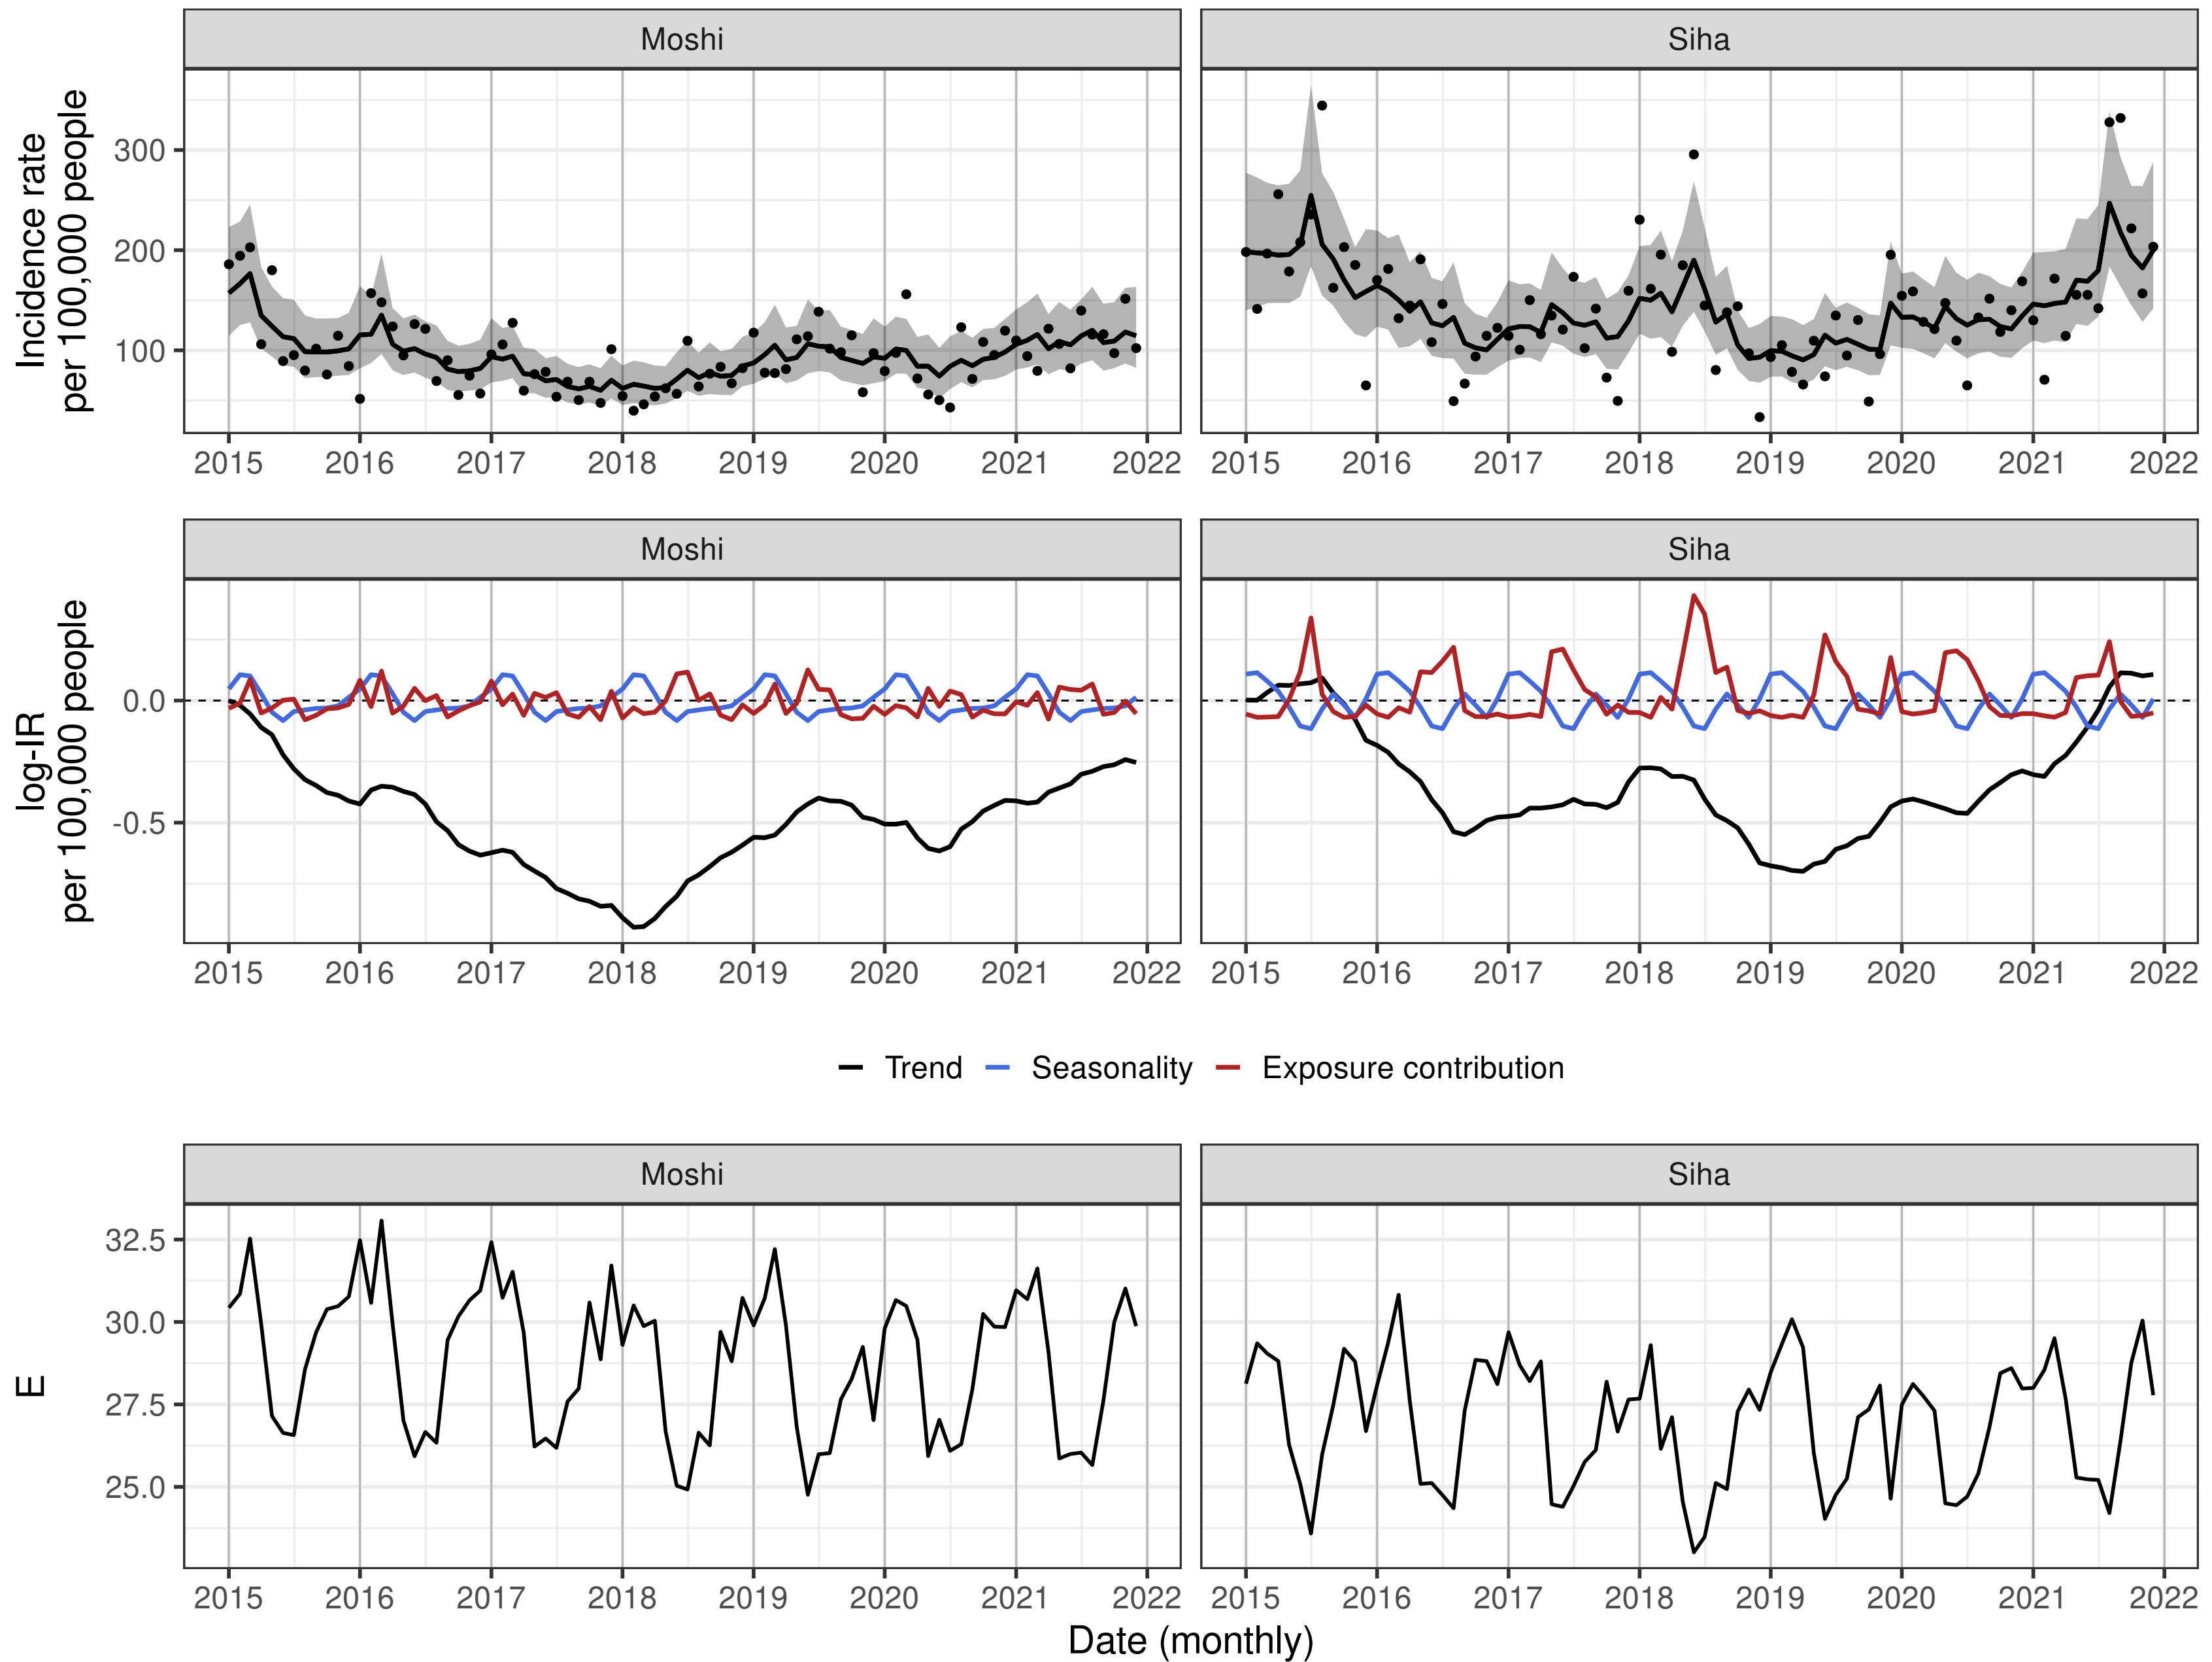 Moshi Siha
Incidence rate
per 100,000 people
300
200
100
2015 2016 2017 2018 2019 2020 2021 2022 2015 2016 2017 2018 2019 2020 2021 2022
Moshi Siha
log-IR
per 100,000 people
0.0
-0.5
2015 2016 2017 2018 2019 2020 2021 2022 2015 2016 2017 2018 2019 2020 2021 2022
Trend Seasonality Exposure contribution
Moshi Siha
E
32.5
30.0
27.5
25.0
2015 2016 2017 2018 2019 2020 2021 2022 2015 2016 2017 2018 2019 2020 2021 2022
Date (monthly)